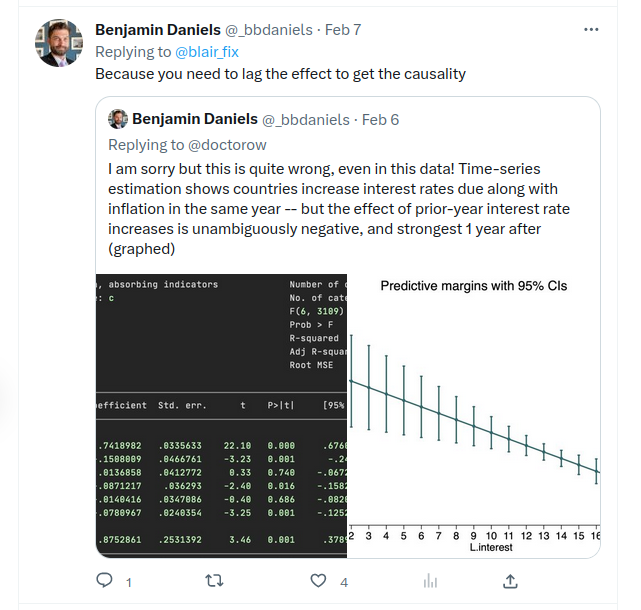 Benjamin Daniels @_bbdaniels · Feb 7
Replying to @blair_fix
Because you need to lag the effect to get the causality
Benjamin Daniels @_bbdaniels · Feb 6
Replying to @doctorow
I am sorry but this is quite wrong, even in this data! Time-series
estimation shows countries increase interest rates due along with
inflation in the same year -- but the effect of prior-year interest rate
increases is unambiguously negative, and strongest 1 year after
(graphed)
, absorbing indicators Number of
: c No. of cate
F(6, 3109)
Prob > F
R-squared
Adj R-squar
Root MSE
efficient Std. err. t P>|t| [95%
.7418982 .0335633 22.10 0.000 .676
.1508009 .0466761 -3.23 0.001 -.24
.0136858 .0412772 0.33 0.740 -.067
.0871217 .036293 -2.40 0.016 -.158
.0140416 .0347086 -0.40 0.686 -.082
.0780967 .0240354 -3.25 0.001 -.125
.8752861 .2531392 3.46 0.001 .378
Predictive margins with 95% CIs
2 3 4 5 6 7 8 9 10 11 12 13 14 15 16
L.interest
1 4